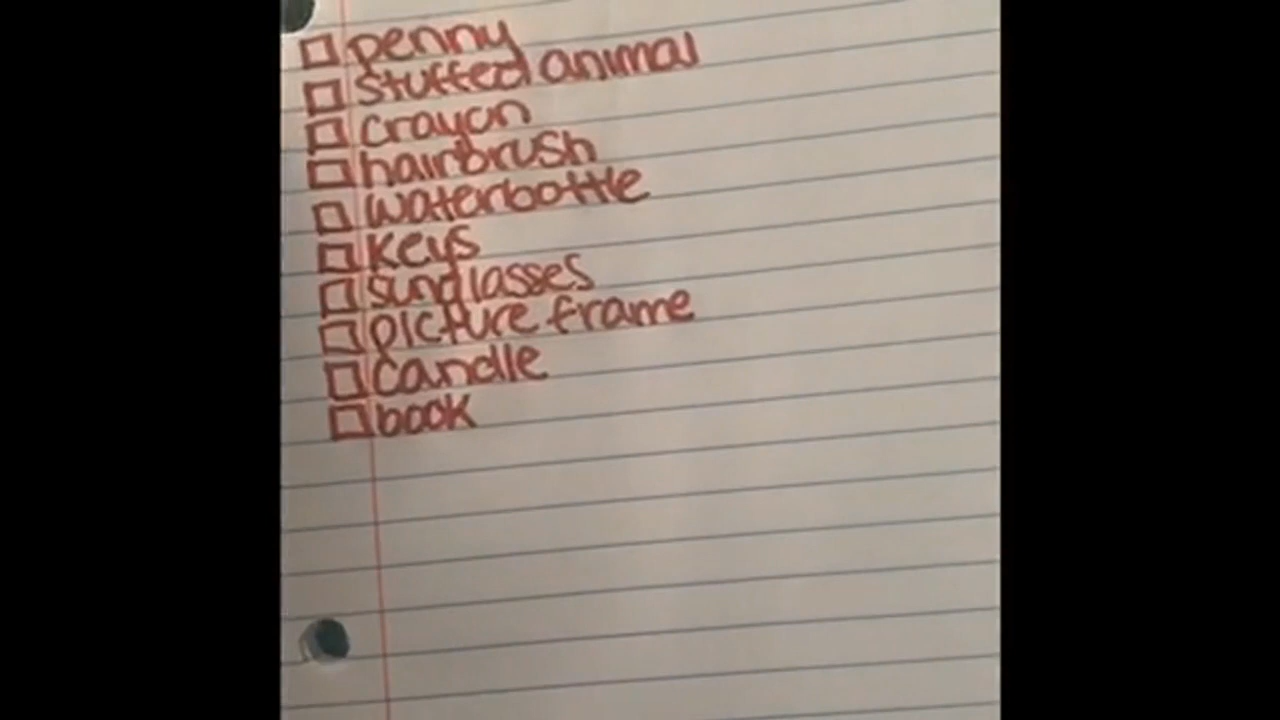 ☐ penny
☐ stuffed animal
☐ crayon
☐ hairbrush
☐ waterbottle
☐ keys
☐ sunglasses
☐ picture frame
☐ candle
☐ book